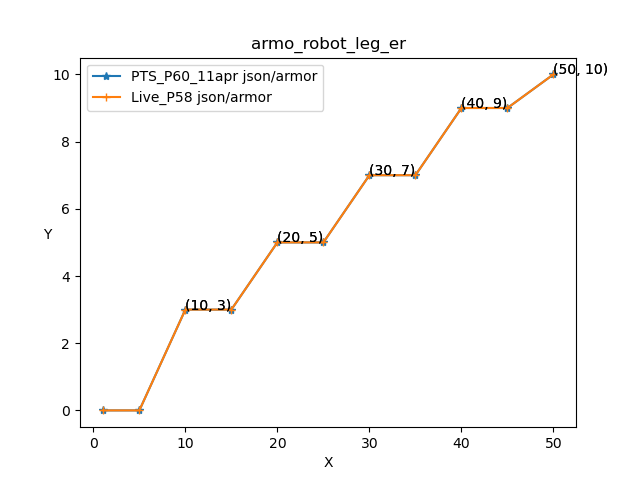 armo_robot_leg_er
PTS_P60_11apr json/armor
Live_P58 json/armor
Y
10
8
6
4
2
0
(50, 10)
(40, 9)
(30, 7)
(20, 5)
(10, 3)
0 10 20 30 40 50
X